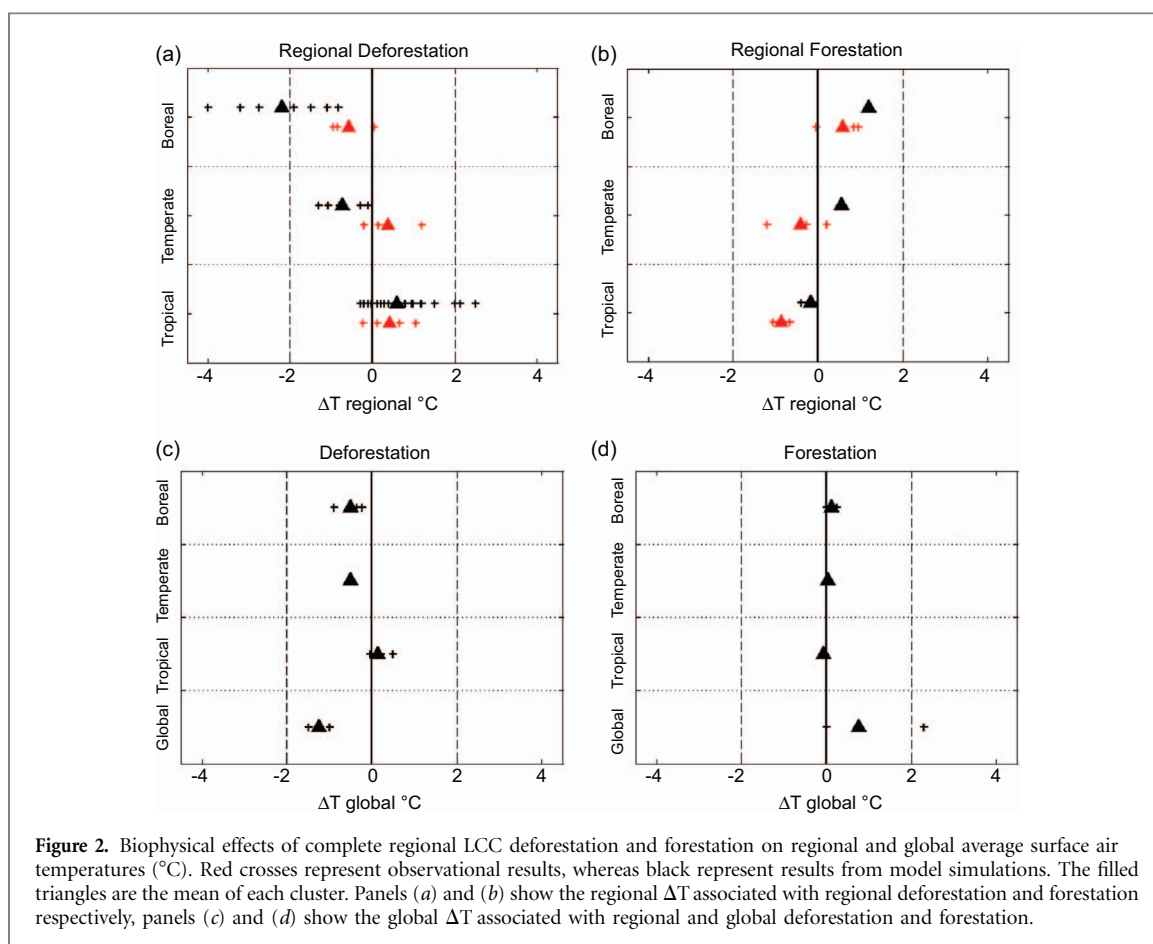 (a)
Regional Deforestation
Boreal
Temperate
Tropical
-4 -2 0 2 4
ΔT regional °C
(b)
Regional Forestation
Boreal
Temperate
Tropical
-4 -2 0 2 4
ΔT regional °C
(c)
Deforestation
Boreal
Temperate
Tropical
Global
-4 -2 0 2 4
ΔT global °C
(d)
Forestation
Boreal
Temperate
Tropical
Global
-4 -2 0 2 4
ΔT global °C
Figure 2. Biophysical effects of complete regional LCC deforestation and forestation on regional and global average surface air
temperatures (°C). Red crosses represent observational results, whereas black represent results from model simulations. The filled
triangles are the mean of each cluster. Panels (a) and (b) show the regional ΔT associated with regional deforestation and forestation
respectively, panels (c) and (d) show the global ΔT associated with regional and global deforestation and forestation.